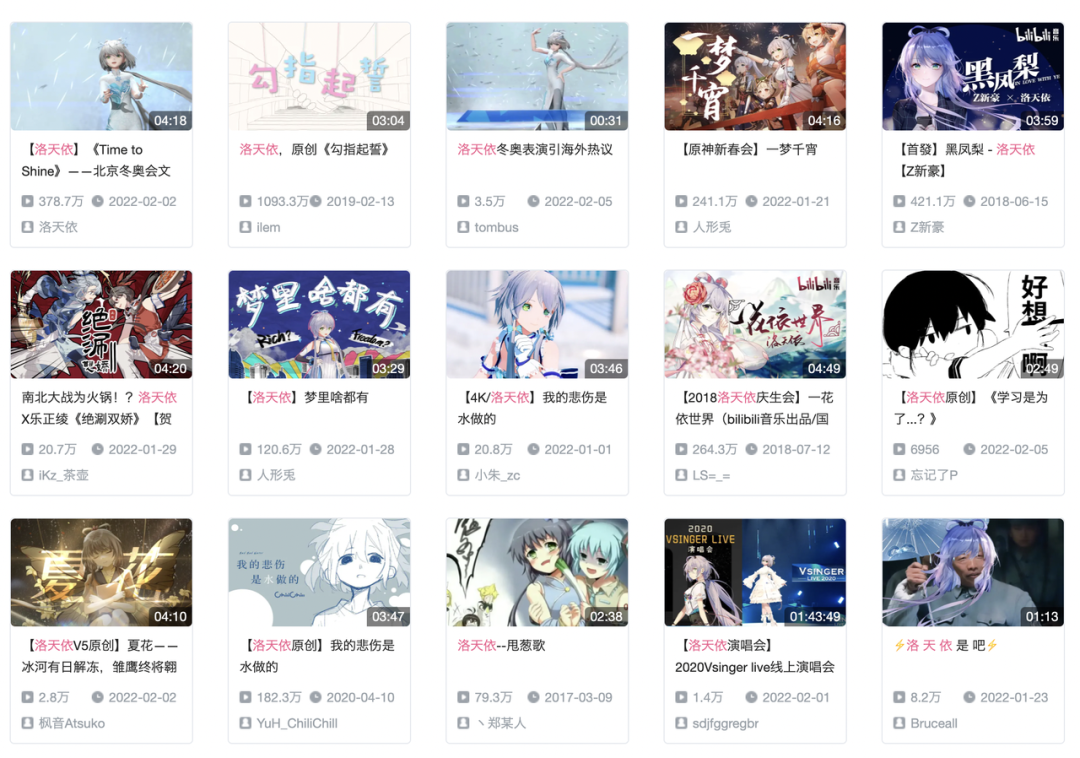 04:18
勾指起誓
03:04
00:31
一梦千宵
04:16
bilibili 音乐
黑凤梨
IN LOVE WITH YU
Z新豪 × 洛天依
03:59
【洛天依】《Time to
Shine》——北京冬奥会文
378.7万 2022-02-02
洛天依
洛天依，原创《勾指起誓》
1093.3万 2019-02-13
ilem
洛天依冬奥表演引海外热议
3.5万 2022-02-05
tombus
【原神新春会】一梦千宵
241.1万 2022-01-21
人形兎
【首發】黑凤梨 - 洛天依
【Z新豪】
421.1万 2018-06-15
Z新豪
绝涮
04:20
梦里啥都有
Rich?
Freedom?
03:29
03:46
bilibili 音乐
一花依世界
洛天依
04:49
好想
啊
02:49
南北大战为火锅！？洛天依
X乐正绫《绝涮双娇》【贺
20.7万 2022-01-29
iKz_茶壶
【洛天依】梦里啥都有
120.6万 2022-01-28
人形兎
【4K/洛天依】我的悲伤是
水做的
20.8万 2022-01-01
小朱_zc
【2018洛天依庆生会】一花
依世界（bilibili音乐出品/国
264.3万 2018-07-12
LS=_=
【洛天依原创】《学习是为
了...？》
6956 2022-02-05
忘记了P
夏花
04:10
我的悲伤
是水做的
ChiliChill
03:47
02:38
2020
VSINGER LIVE
演唱会
VSINGER
LIVE 2020
01:43:49
01:13
【洛天依V5原创】夏花——
冰河有日解冻，雏鹰终将翱
2.8万 2022-02-02
枫音Atsuko
【洛天依原创】我的悲伤是
水做的
182.3万 2020-04-10
YuH_ChiliChill
洛天依--甩葱歌
79.3万 2017-03-09
丶郑某人
【洛天依演唱会】
2020Vsinger live线上演唱会
1.4万 2022-02-01
sdjfggregbr
⚡洛 天 依 是 吧⚡
8.2万 2022-01-23
Bruceall